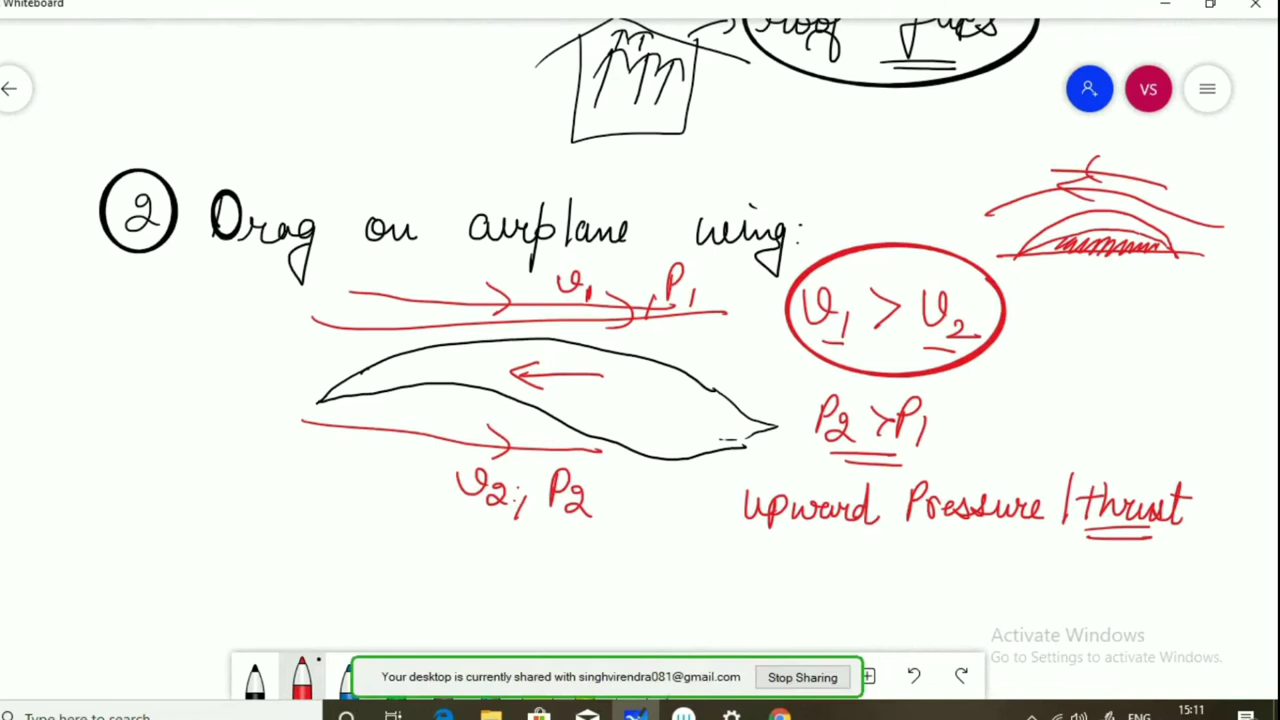 Whiteboard
roof
VS
2 Drag on airplane wing:
v1, P1
v1 > v2
P2 > P1
v2, P2
upward Pressure / thrust
Activate Windows
Go to Settings to activate Windows.
Your desktop is currently shared with singhvirendra081@gmail.com Stop Sharing
Type here to search
ENG
15:11